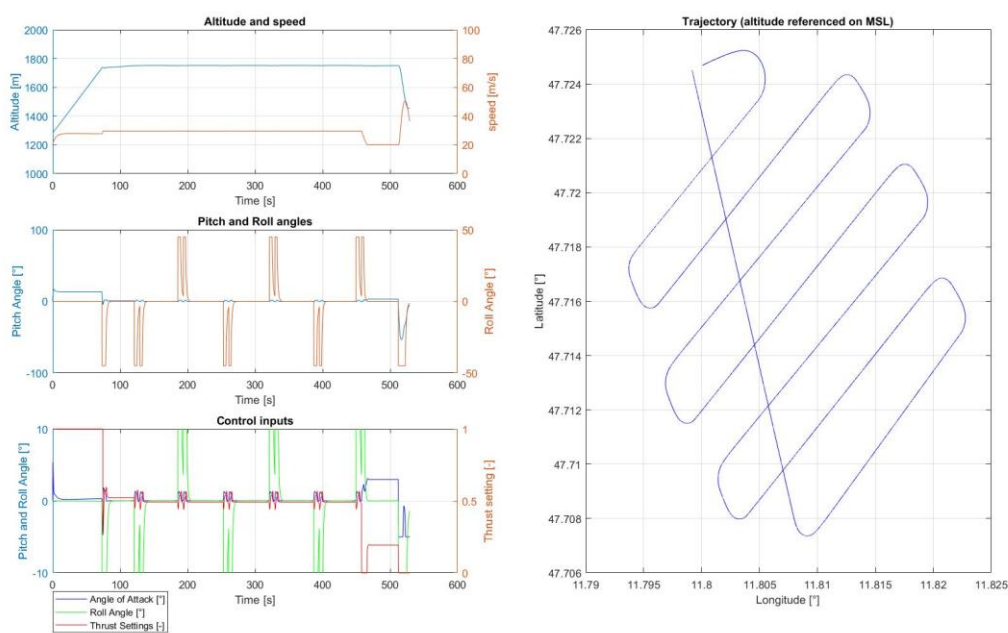 Altitude and speed
2000
1800
1600
1400
1200
1000
Altitude [m]
100
80
60
40
20
0
speed [m/s]
0 100 200 300 400 500 600
Time [s]
Pitch and Roll angles
100
0
-100
Pitch Angle [°]
50
0
-50
Roll Angle [°]
0 100 200 300 400 500 600
Time [s]
Control inputs
10
0
-10
Pitch and Roll Angle [°]
1
0.5
0
Thrust setting [-]
0 100 200 300 400 500 600
Time [s]
Angle of Attack [°]
Roll Angle [°]
Thrust Settings [-]
Trajectory (altitude referenced on MSL)
47.726
47.724
47.722
47.72
47.718
47.716
47.714
47.712
47.71
47.708
47.706
Latitude [°]
11.79 11.795 11.8 11.805 11.81 11.815 11.82 11.825
Longitude [°]